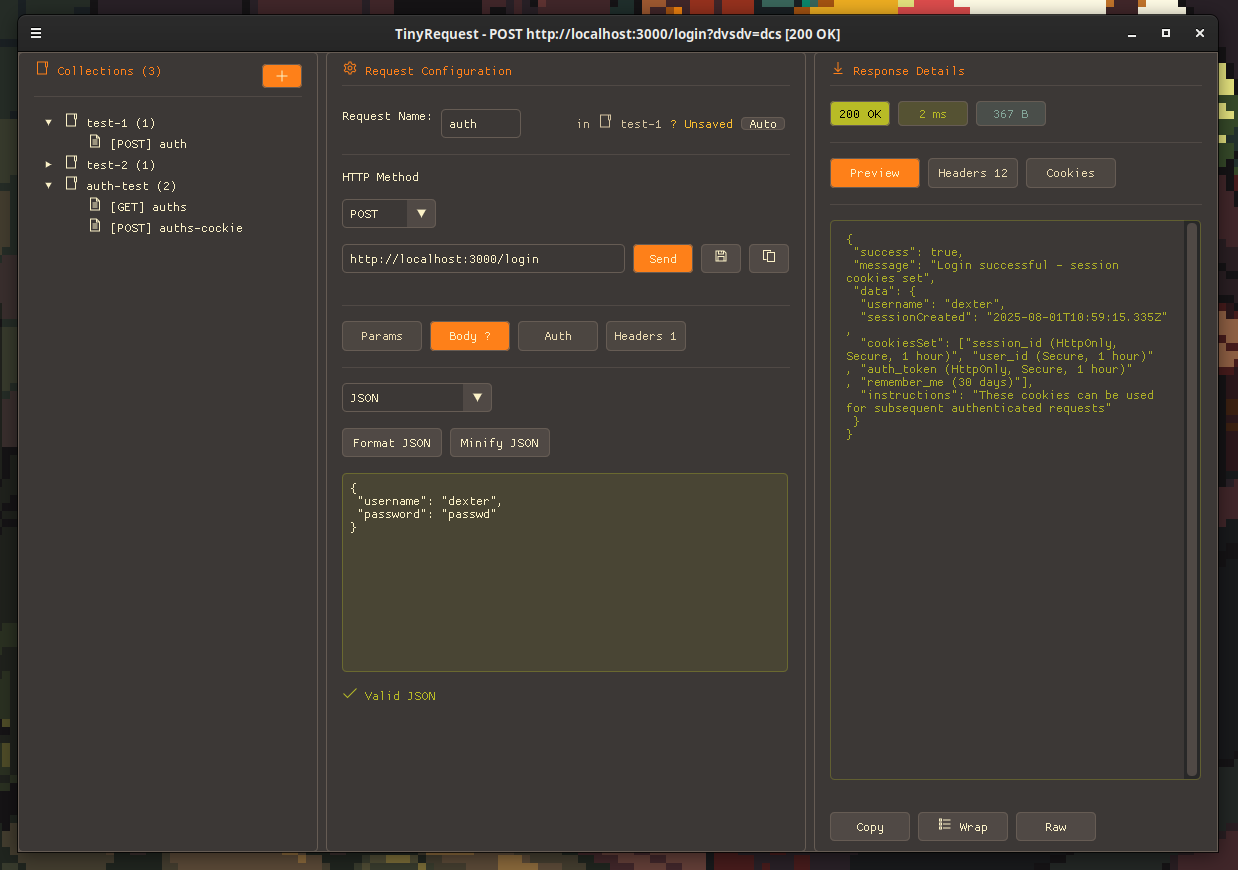 TinyRequest - POST http://localhost:3000/login?dvsdv=dcs [200 OK]
Collections (3)
+
▼ test-1 (1)
[POST] auth
► test-2 (1)
▼ auth-test (2)
[GET] auths
[POST] auths-cockie
Request Configuration
Request Name: auth in test-1 ? Unsaved Auto
HTTP Method
POST ▼
http://localhost:3000/login Send
Params Body ? Auth Headers 1
JSON ▼
Format JSON Minify JSON
{
"username": "dexter",
"password": "passwd"
}
Valid JSON
Response Details
200 OK 2 ms 367 B
Preview Headers 12 Cookies
{
"success": true,
"message": "Login successful - session
cookies set",
"data": {
"username": "dexter",
"sessionCreated": "2025-08-01T10:59:15.335Z"
,
"cookiesSet": ["session_id (HttpOnly,
Secure, 1 hour)", "user_id (Secure, 1 hour)"
, "auth_token (HttpOnly, Secure, 1 hour)"
, "remember_me (30 days)"],
"instructions": "These cookies can be used
for subsequent authenticated requests"
}
}
Copy Wrap Raw